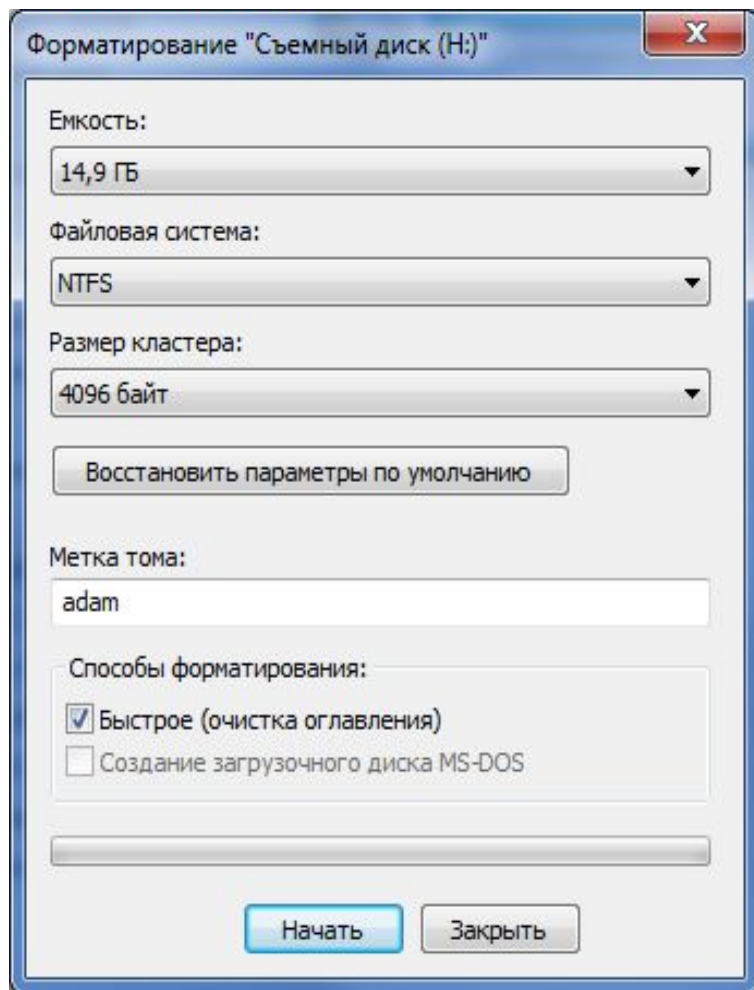 Форматирование "Съемный диск (H:)"
Емкость:
14,9 ГБ
Файловая система:
NTFS
Размер кластера:
4096 байт
Восстановить параметры по умолчанию
Метка тома:
adam
Способы форматирования:
Быстрое (очистка оглавления)
Создание загрузочного диска MS-DOS
Начать Закрыть